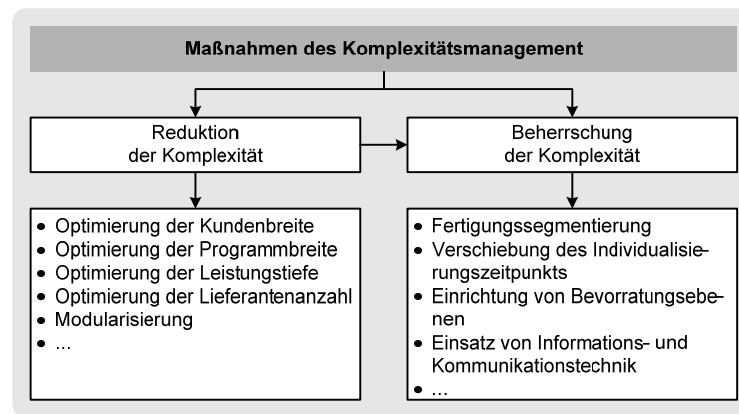 Maßnahmen des Komplexitätsmanagement
Reduktion
der Komplexität
Beherrschung
der Komplexität
• Optimierung der Kundenbreite
• Optimierung der Programmbreite
• Optimierung der Leistungstiefe
• Optimierung der Lieferantenanzahl
• Modularisierung
• ...
• Fertigungssegmentierung
• Verschiebung des Individualisie-
rungszeitpunkts
• Einrichtung von Bevorratungsebe-
nen
• Einsatz von Informations- und
Kommunikationstechnik
• ...